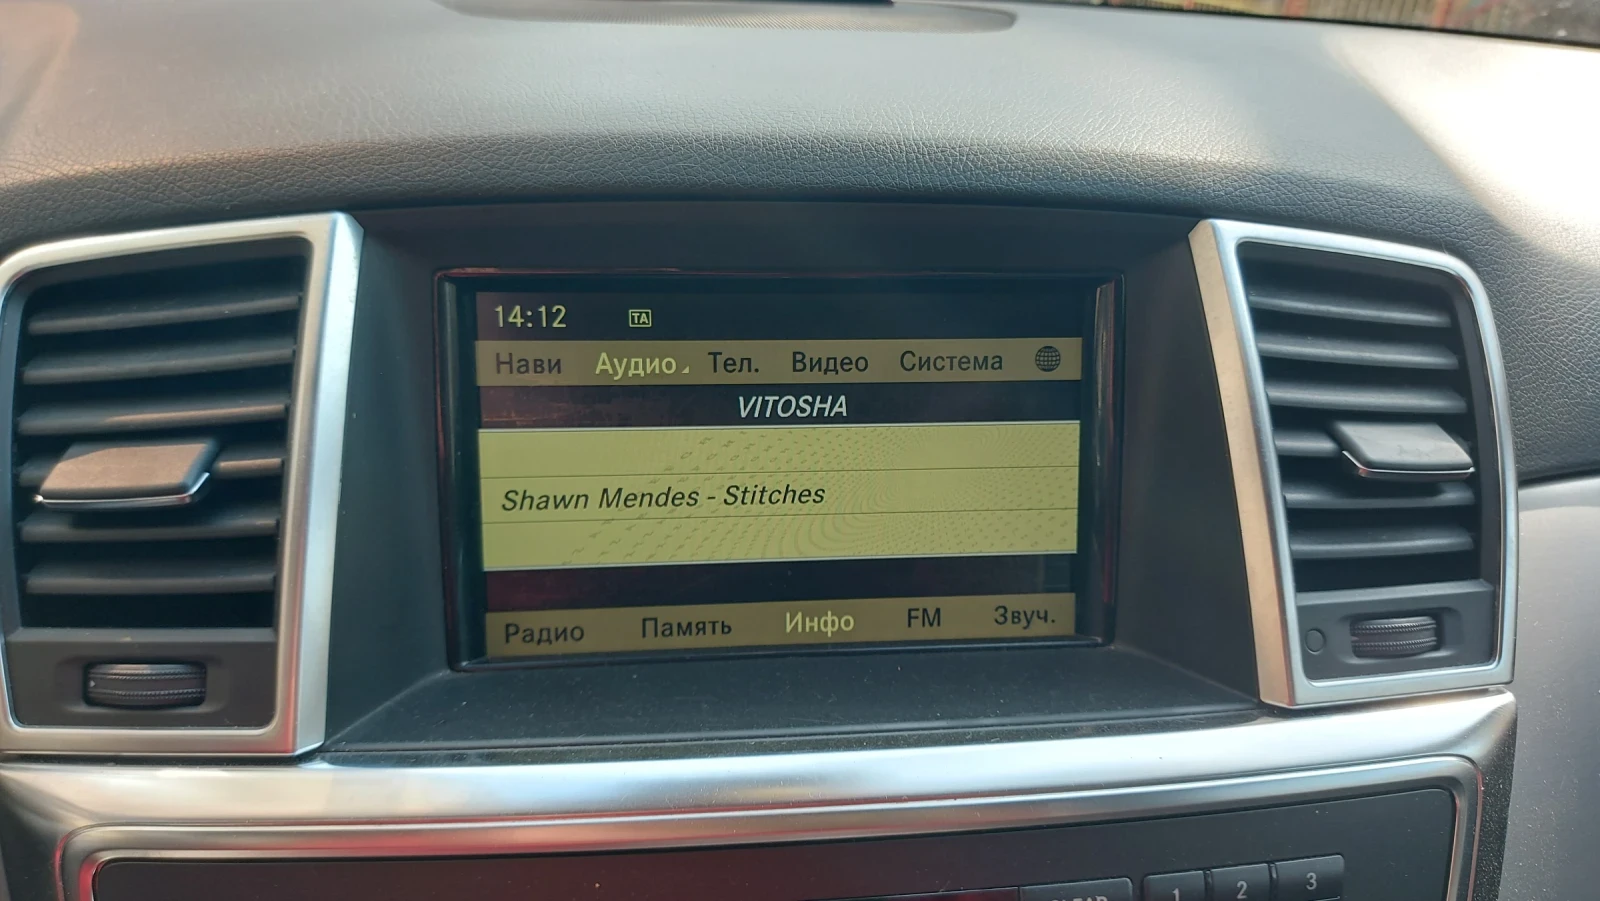 14:12 TA
Нави Аудио Тел. Видео Система
VITOSHA
Shawn Mendes - Stitches
Радио Память Инфо FM Звуч.
CLEAR 1 2 3